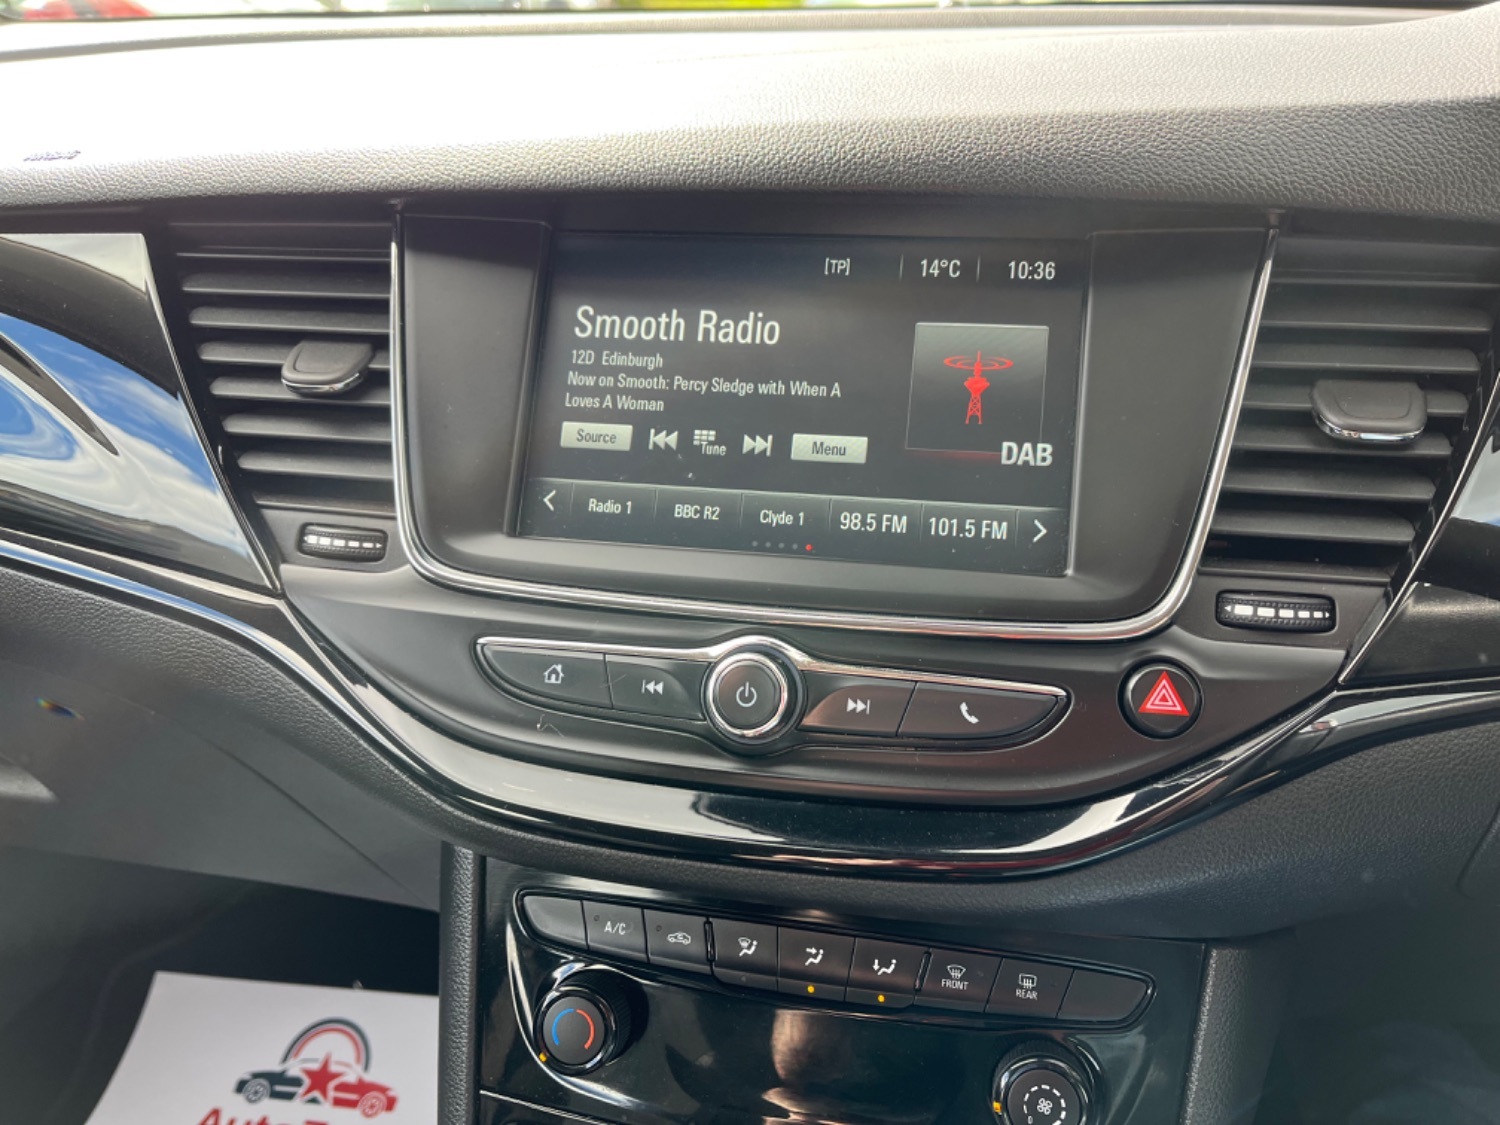 [TP] 14°C 10:36
Smooth Radio
12D Edinburgh
Now on Smooth: Percy Sledge with When A
Loves A Woman
Source Tune Menu
DAB
Radio 1 BBC R2 Clyde 1 98.5 FM 101.5 FM
A/C FRONT REAR
0